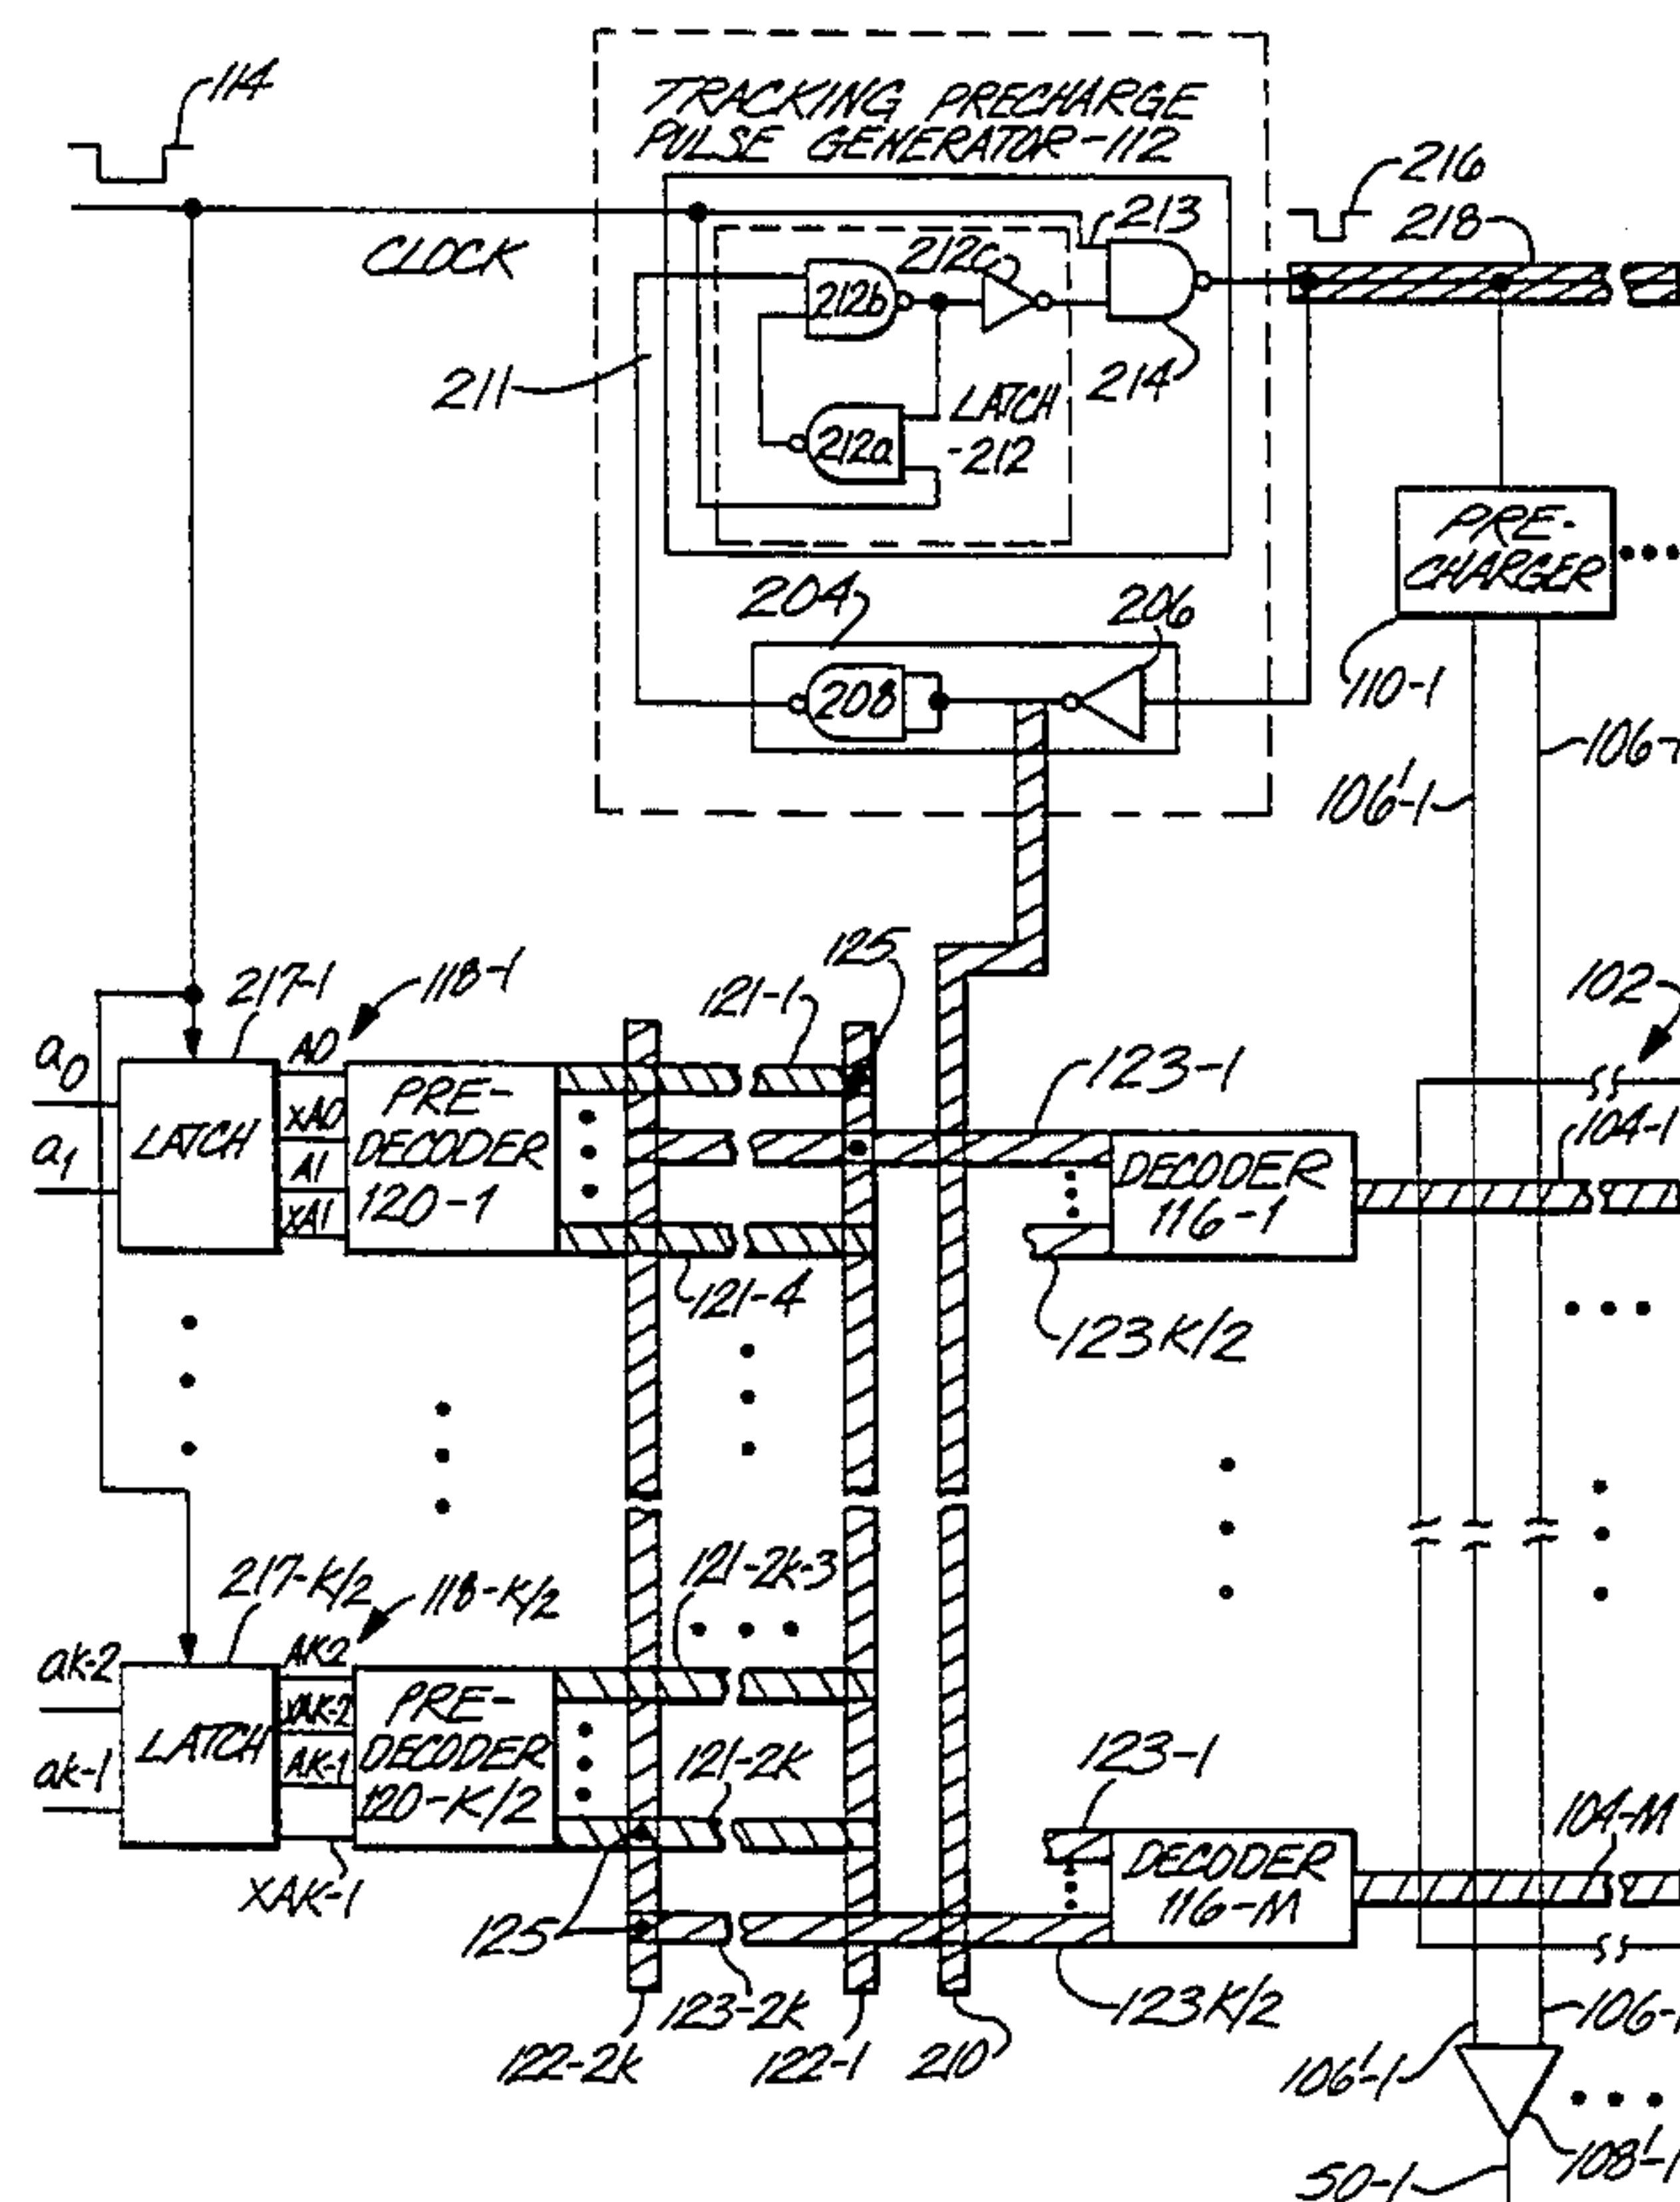 114
TRACKING PRECHARGE
PULSE GENERATOR-112
216
218
213
CLOCK
212c
212b
211
214
LATCH
-212
212a
PRE-
CHARGER
204
206
208
110-1
106-1
106'-1
125
217-1
118-1
121-1
102
a0
A0
123-1
PRE-
DECODER
120-1
xA0
104-1
LATCH
a1
A1
DECODER
116-1
xA1
121-4
123K/2
121-2K-3
217-K/2
118-K/2
ak-2
AK2
PRE-
DECODER
120-K/2
xAK-2
123-1
LATCH
AK-1
121-2K
ak-1
104-M
DECODER
116-M
XAK-1
125
123-2K
123K/2
106-1
122-2K
122-1
210
106'-1
108'-1
50-1